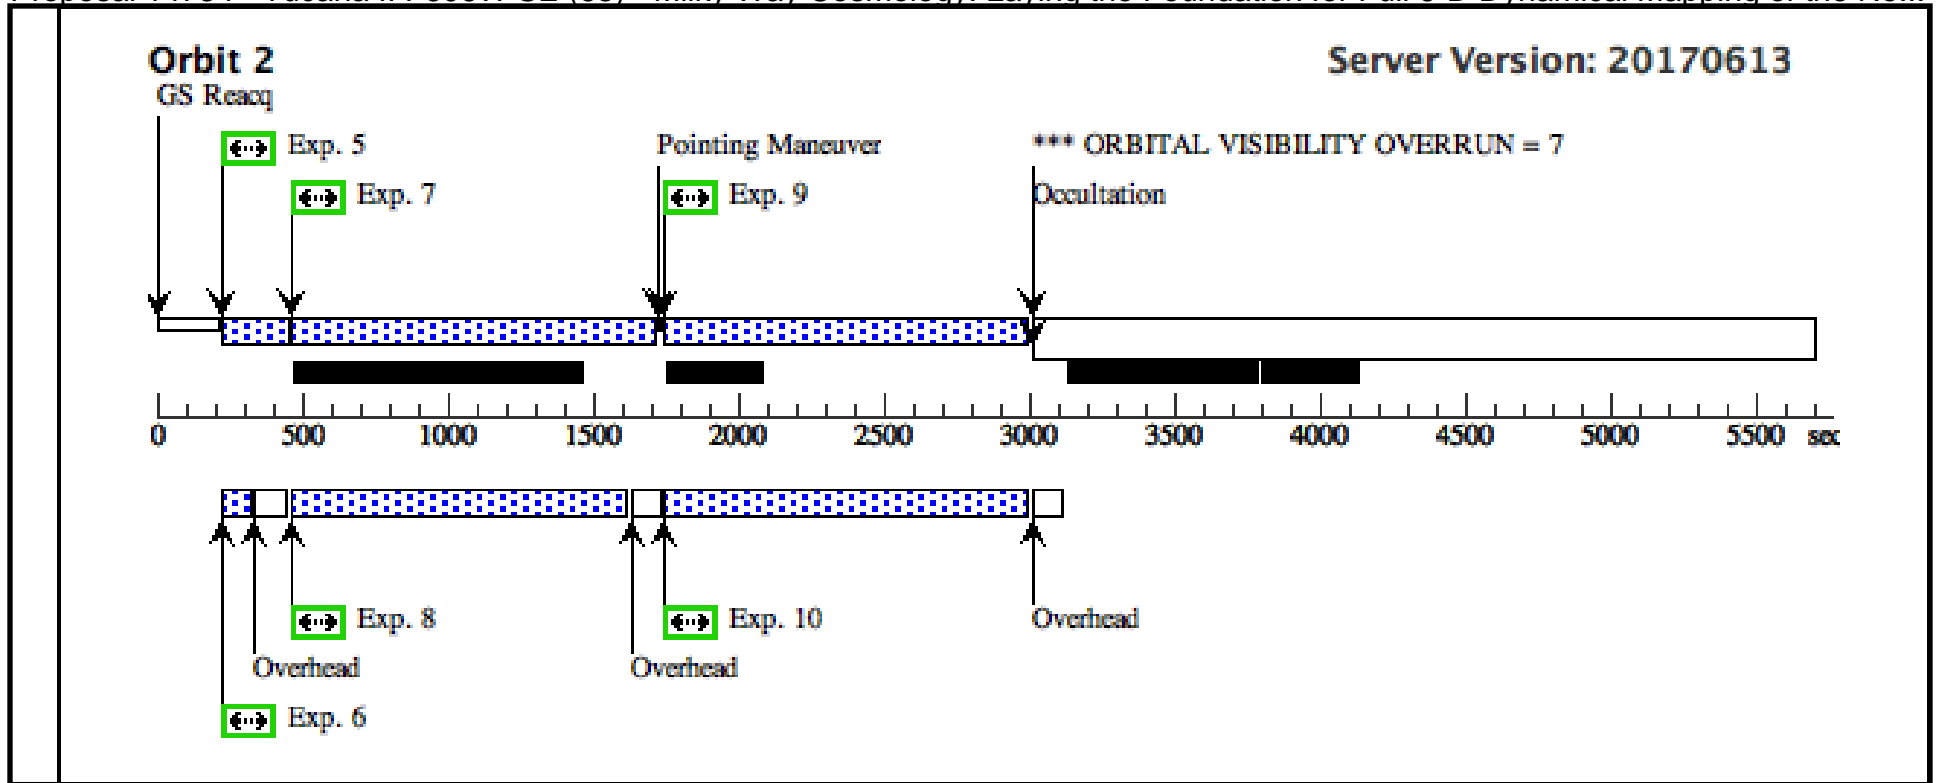 Orbit 2
Server Version: 20170613
GS Reacq
Exp. 5
Pointing Maneuver
*** ORBITAL VISIBILITY OVERRUN = 7
Exp. 7
Exp. 9
Occultation
0 500 1000 1500 2000 2500 3000 3500 4000 4500 5000 5500 sec
Exp. 8
Exp. 10
Overhead
Overhead
Overhead
Exp. 6